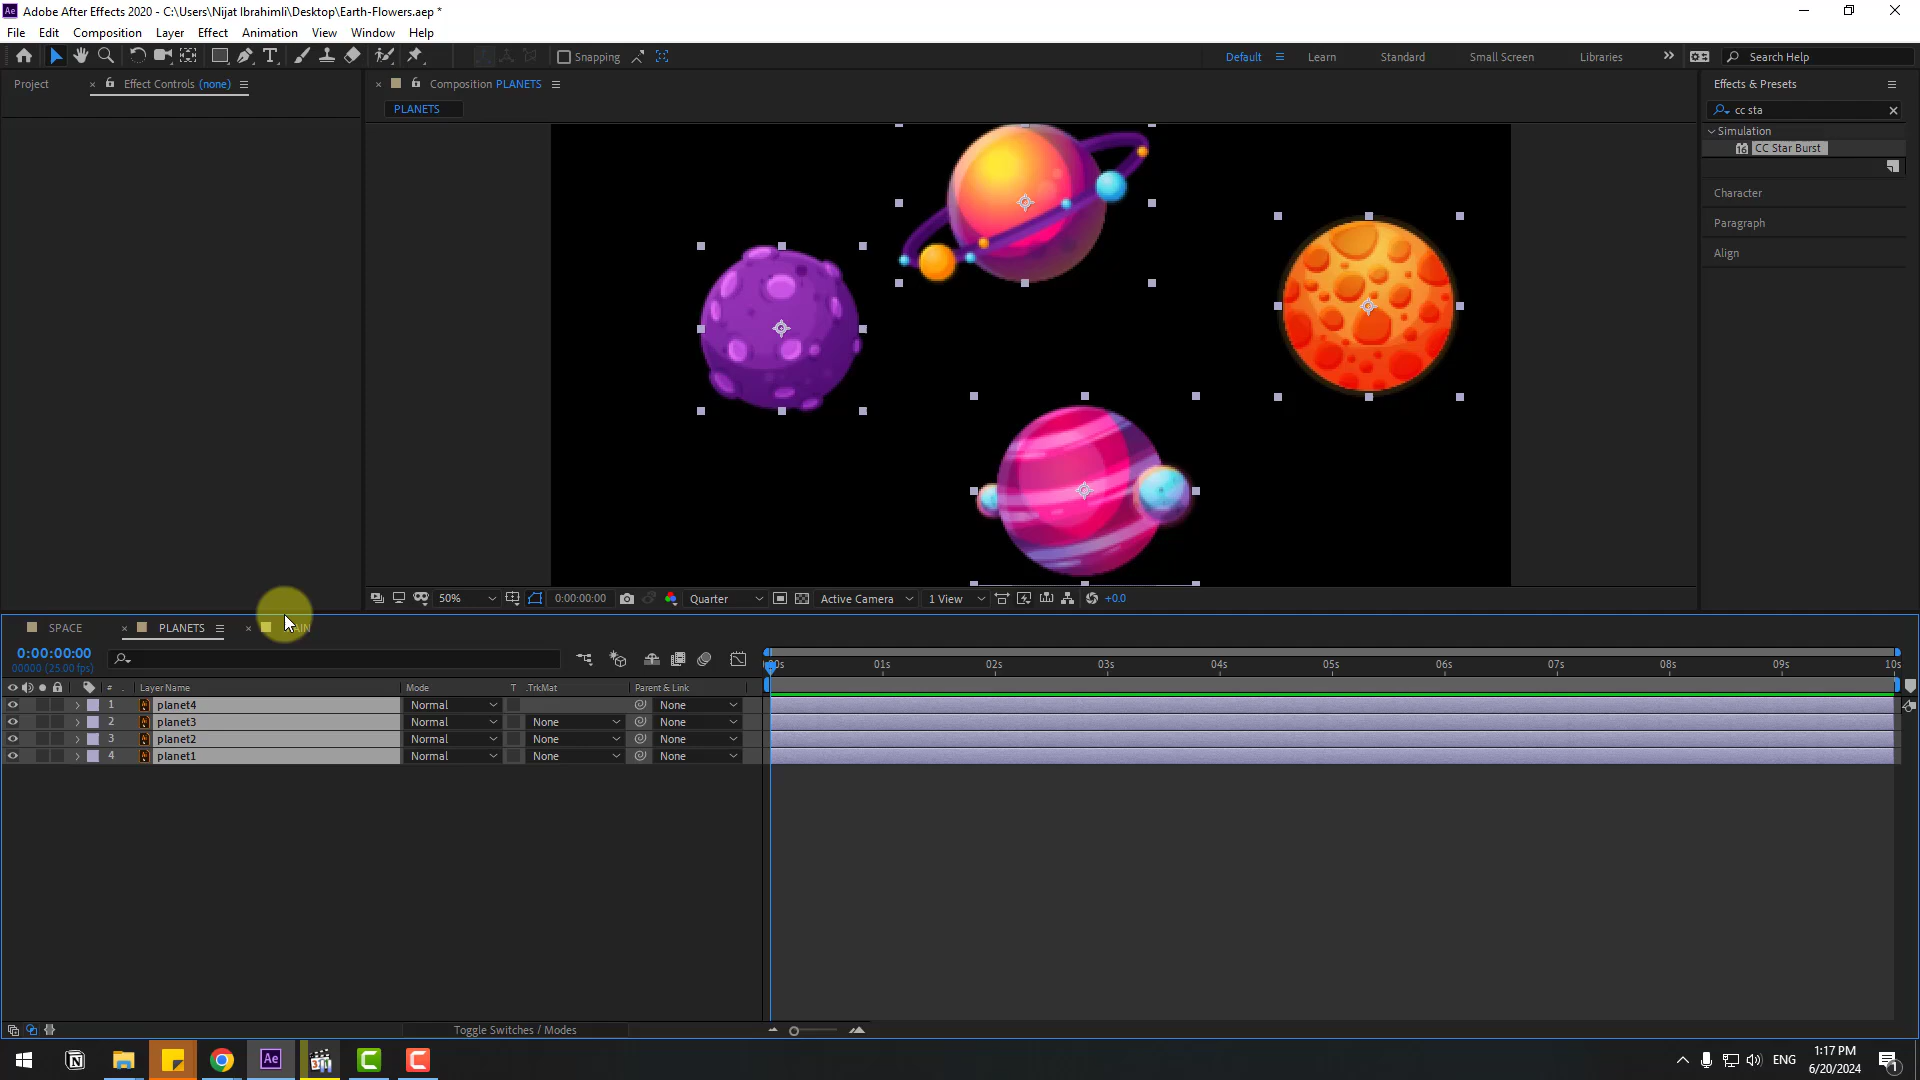 Adobe After Effects 2020 - C:\Users\Nijat Ibrahimli\Desktop\Earth-Flowers.aep *
File Edit Composition Layer Effect Animation View Window Help
Snapping Default Learn Standard Small Screen Libraries Search Help
Project Effect Controls (none) Composition PLANETS Effects & Presets
PLANETS cc sta
Simulation
CC Star Burst
Character
Paragraph
Align
50% 0:00:00:00 Quarter Active Camera 1 View +0.0
SPACE PLANETS
0:00:00:00
00000 (25.00 fps)
01s 02s 03s 04s 05s 06s 07s 08s 09s 10s
# Layer Name Mode T .TrkMat Parent & Link
1 planet4 Normal None
2 planet3 Normal None None
3 planet2 Normal None None
4 planet1 Normal None None
Toggle Switches / Modes
ENG 1:17 PM
6/20/2024